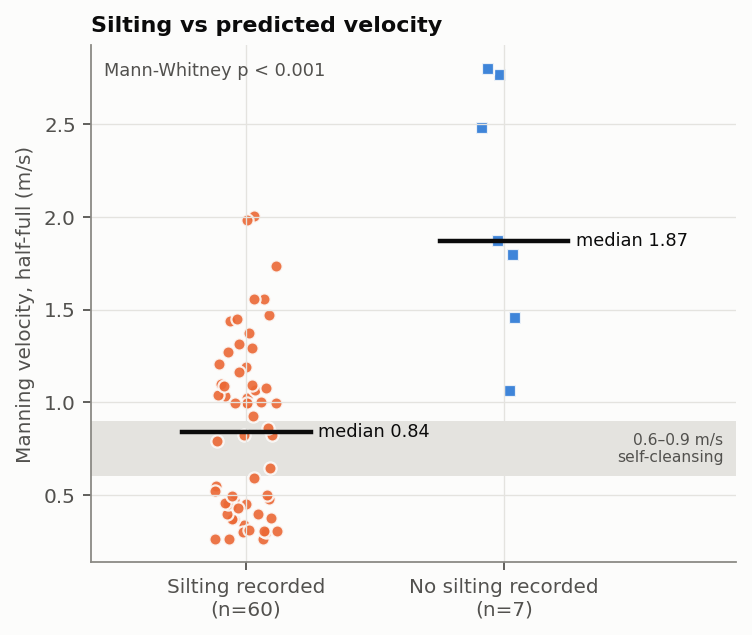 Silting vs predicted velocity
Mann-Whitney p < 0.001
Manning velocity, half-full (m/s)
2.5
2.0
1.5
1.0
0.5
median 1.87
median 0.84
0.6–0.9 m/s
self-cleansing
Silting recorded
(n=60)
No silting recorded
(n=7)